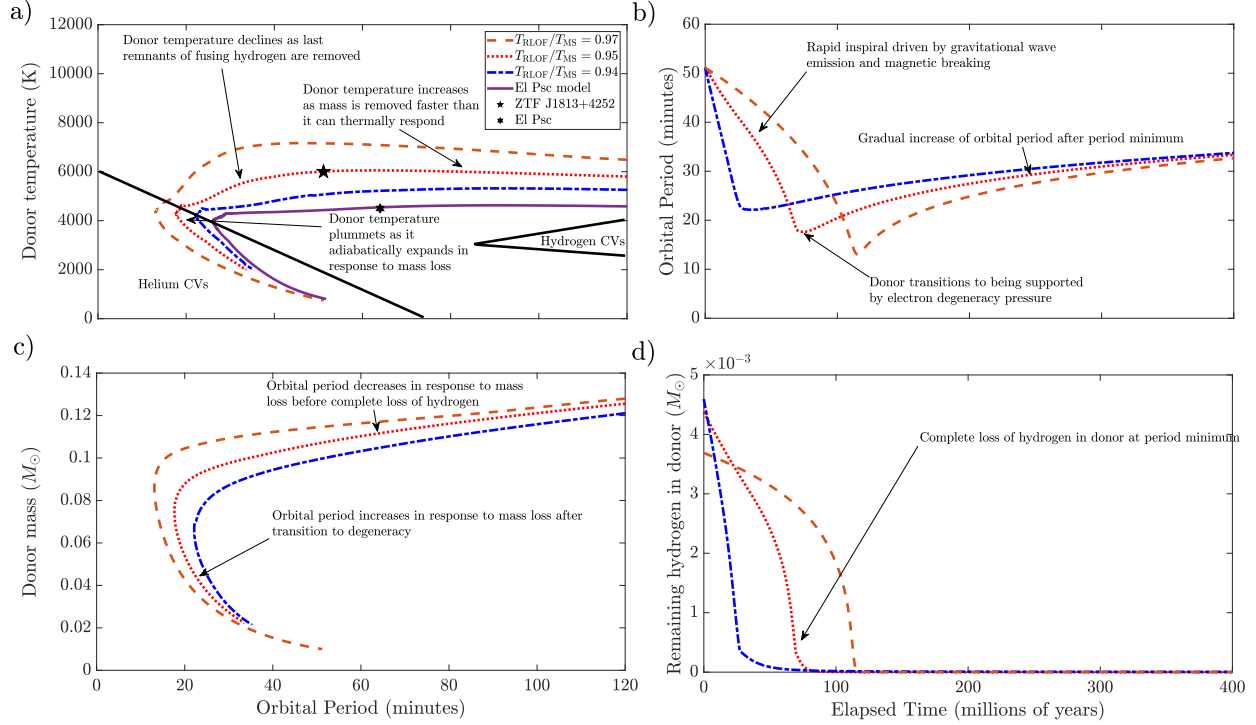 a)
12000
10000
8000
6000
4000
2000
0
Donor temperature (K)
Donor temperature declines as last
remnants of fusing hydrogen are removed
Donor temperature increases
as mass is removed faster than
it can thermally respond
T_RLOF/T_MS = 0.97
T_RLOF/T_MS = 0.95
T_RLOF/T_MS = 0.94
El Psc model
ZTF J1813+4252
El Psc
Donor temperature
plummets as it
adiabatically expands in
response to mass loss
Hydrogen CVs
Helium CVs
b)
60
50
40
30
20
10
0
Orbital Period (minutes)
Rapid inspiral driven by gravitational wave
emission and magnetic breaking
Gradual increase of orbital period after period minimum
Donor transitions to being supported
by electron degeneracy pressure
c)
0.14
0.12
0.1
0.08
0.06
0.04
0.02
0
Donor mass (M⊙)
Orbital period decreases in response to mass
loss before complete loss of hydrogen
Orbital period increases in response to mass loss after
transition to degeneracy
0 20 40 60 80 100 120
Orbital Period (minutes)
d)
×10⁻³
5
4
3
2
1
0
Remaining hydrogen in donor (M⊙)
Complete loss of hydrogen in donor at period minimum
0 100 200 300 400
Elapsed Time (millions of years)